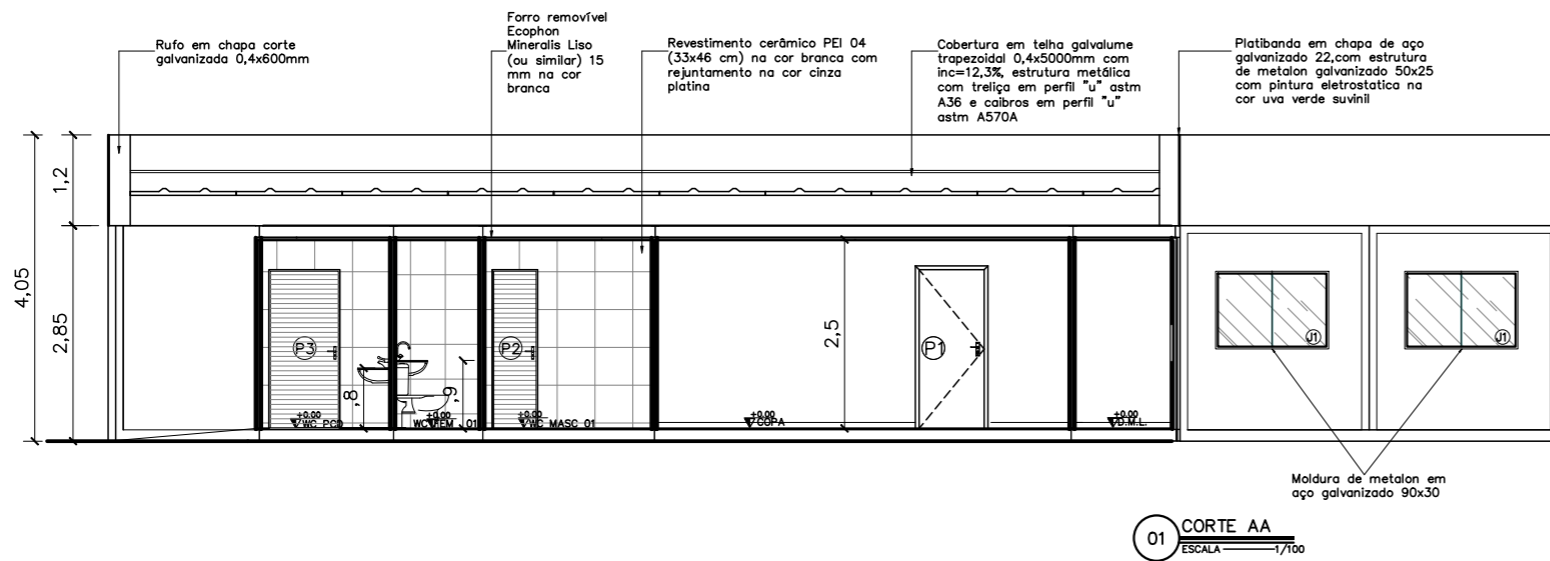 Rufo em chapa corte
galvanizada 0,4x600mm
Forro removível
Ecophon
Mineralis Liso
(ou similar) 15
mm na cor
branca
Revestimento cerâmico PEI 04
(33x46 cm) na cor branca com
rejuntamento na cor cinza
platina
Cobertura em telha galvalume
trapezoidal 0,4x5000mm com
inc=12,3%, estrutura metálica
com treliça em perfil "u" astm
A36 e caibros em perfil "u"
astm A570A
Platibanda em chapa de aço
galvanizado 22,com estrutura
de metalon galvanizado 50x25
com pintura eletrostatica na
cor uva verde suvinil
4,05
1,2
2,85
P3
,8
,9
P2
2,5
P1
J1
J1
+0.00
WC PCD
WC FEM 01
+0.00
WC MASC 01
+0.00
COPA
+0.00
D.M.L.
Moldura de metalon em
aço galvanizado 90x30
01
CORTE AA
ESCALA 1/100